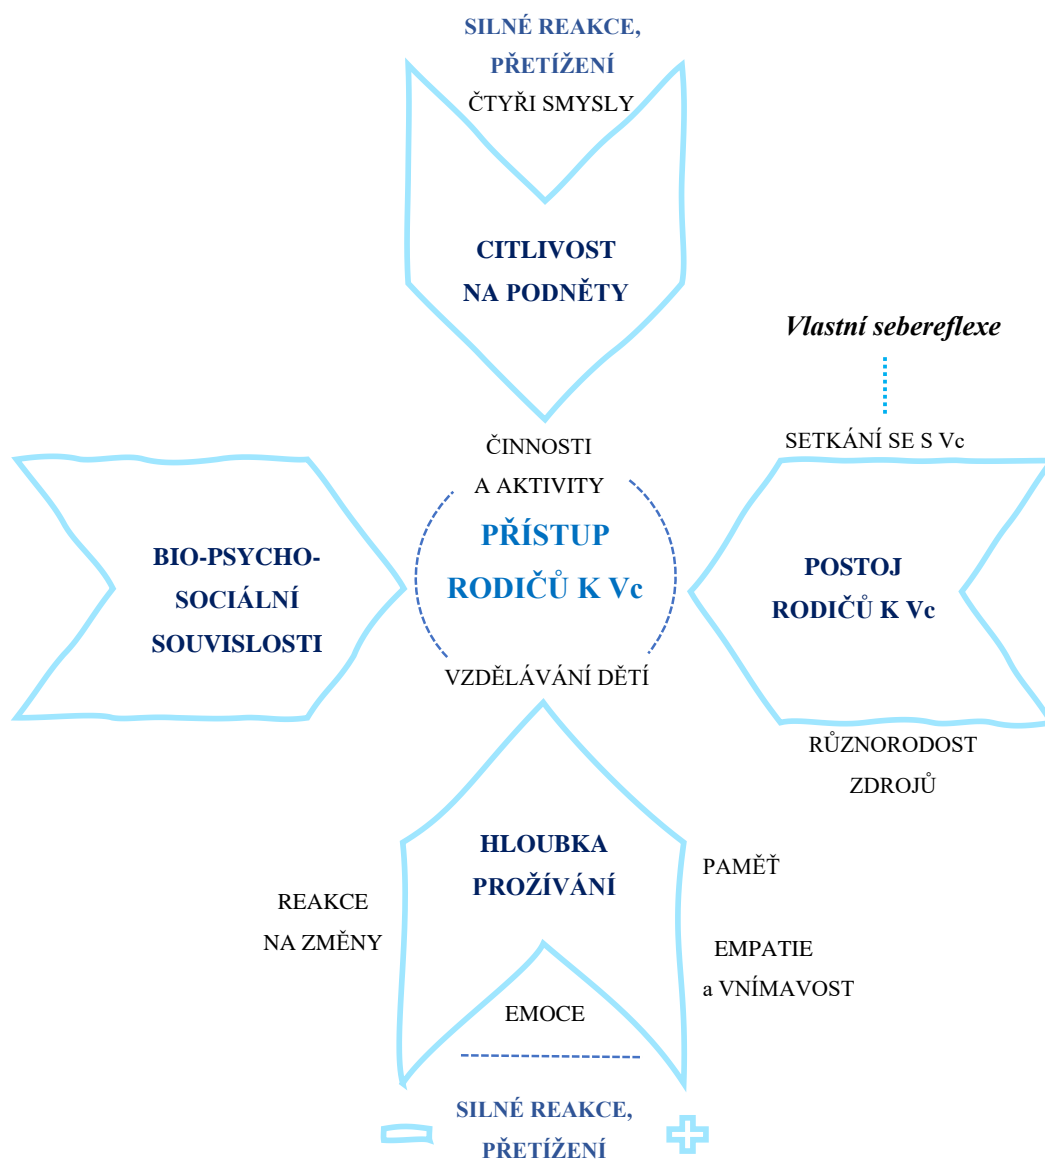 SILNÉ REAKCE,
PŘETÍŽENÍ
ČTYŘI SMYSLY
CITLIVOST
NA PODNĚTY
Vlastní sebereflexe
SETKÁNÍ SE S Vc
ČINNOSTI
A AKTIVITY
PŘÍSTUP
RODIČŮ K Vc
VZDĚLÁVÁNÍ DĚTÍ
BIO-PSYCHO-
SOCIÁLNÍ
SOUVISLOSTI
POSTOJ
RODIČŮ K Vc
RŮZNORODOST
ZDROJŮ
HLOUBKA
PROŽÍVÁNÍ
REAKCE
NA ZMĚNY
PAMĚŤ
EMPATIE
a VNÍMAVOST
EMOCE
SILNÉ REAKCE,
PŘETÍŽENÍ